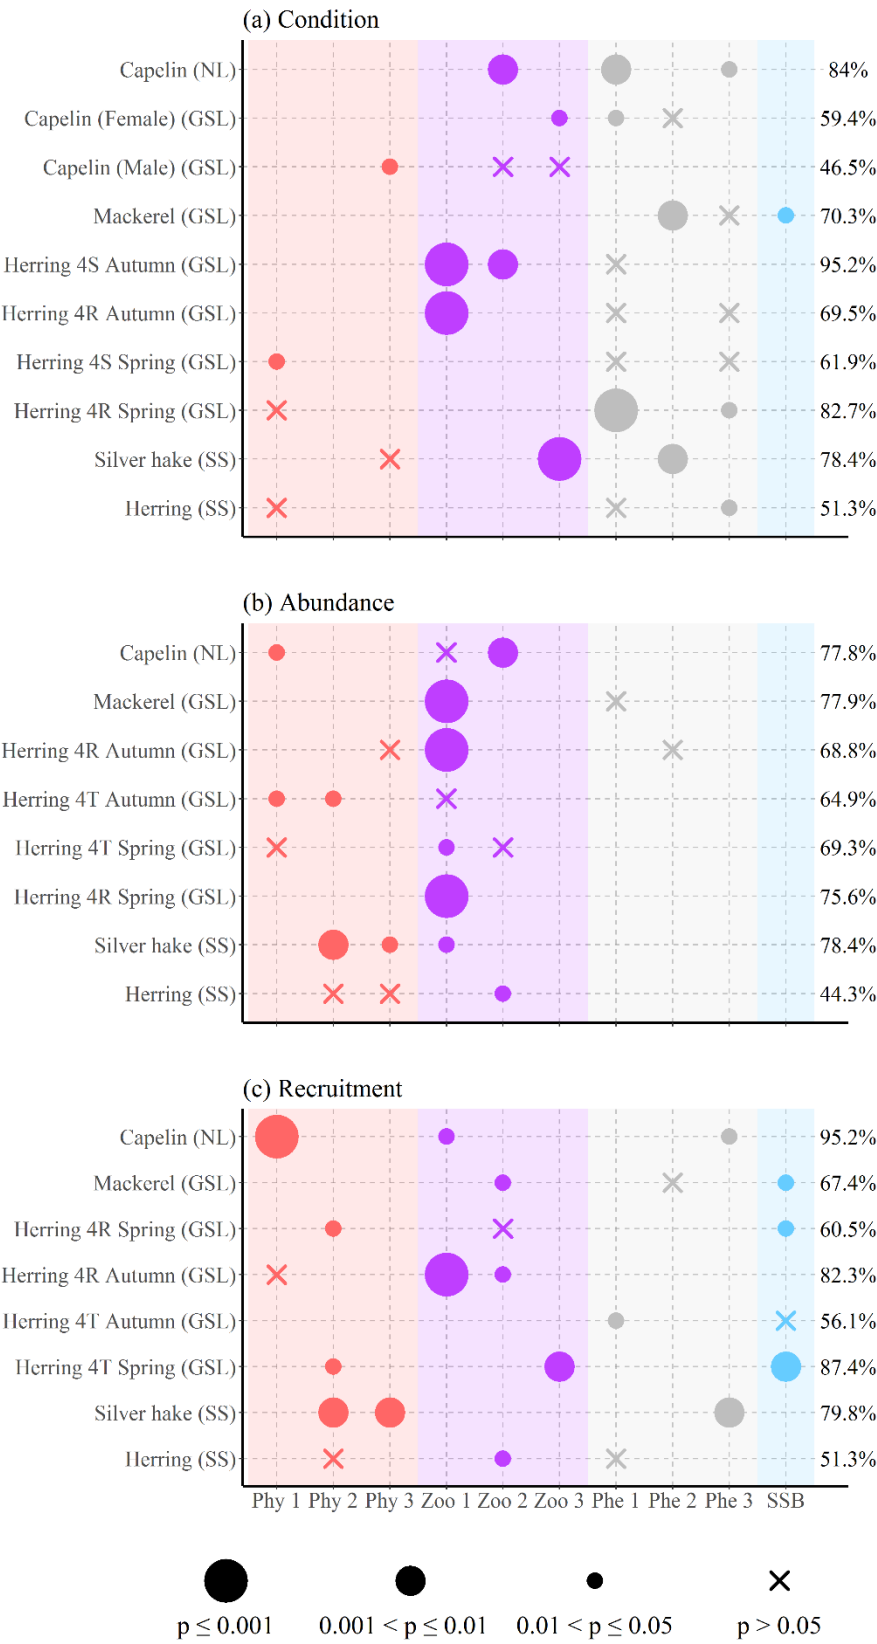 (a) Condition
Capelin (NL) 84%
Capelin (Female) (GSL) 59.4%
Capelin (Male) (GSL) 46.5%
Mackerel (GSL) 70.3%
Herring 4S Autumn (GSL) 95.2%
Herring 4R Autumn (GSL) 69.5%
Herring 4S Spring (GSL) 61.9%
Herring 4R Spring (GSL) 82.7%
Silver hake (SS) 78.4%
Herring (SS) 51.3%
(b) Abundance
Capelin (NL) 77.8%
Mackerel (GSL) 77.9%
Herring 4R Autumn (GSL) 68.8%
Herring 4T Autumn (GSL) 64.9%
Herring 4T Spring (GSL) 69.3%
Herring 4R Spring (GSL) 75.6%
Silver hake (SS) 78.4%
Herring (SS) 44.3%
(c) Recruitment
Capelin (NL) 95.2%
Mackerel (GSL) 67.4%
Herring 4R Spring (GSL) 60.5%
Herring 4R Autumn (GSL) 82.3%
Herring 4T Autumn (GSL) 56.1%
Herring 4T Spring (GSL) 87.4%
Silver hake (SS) 79.8%
Herring (SS) 51.3%
Phy 1 Phy 2 Phy 3 Zoo 1 Zoo 2 Zoo 3 Phe 1 Phe 2 Phe 3 SSB
p ≤ 0.001 0.001 < p ≤ 0.01 0.01 < p ≤ 0.05 p > 0.05